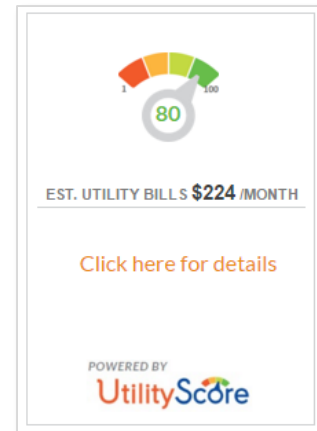 1 100
80
EST. UTILITY BILLS $224 /MONTH
Click here for details
POWERED BY
UtilityScore